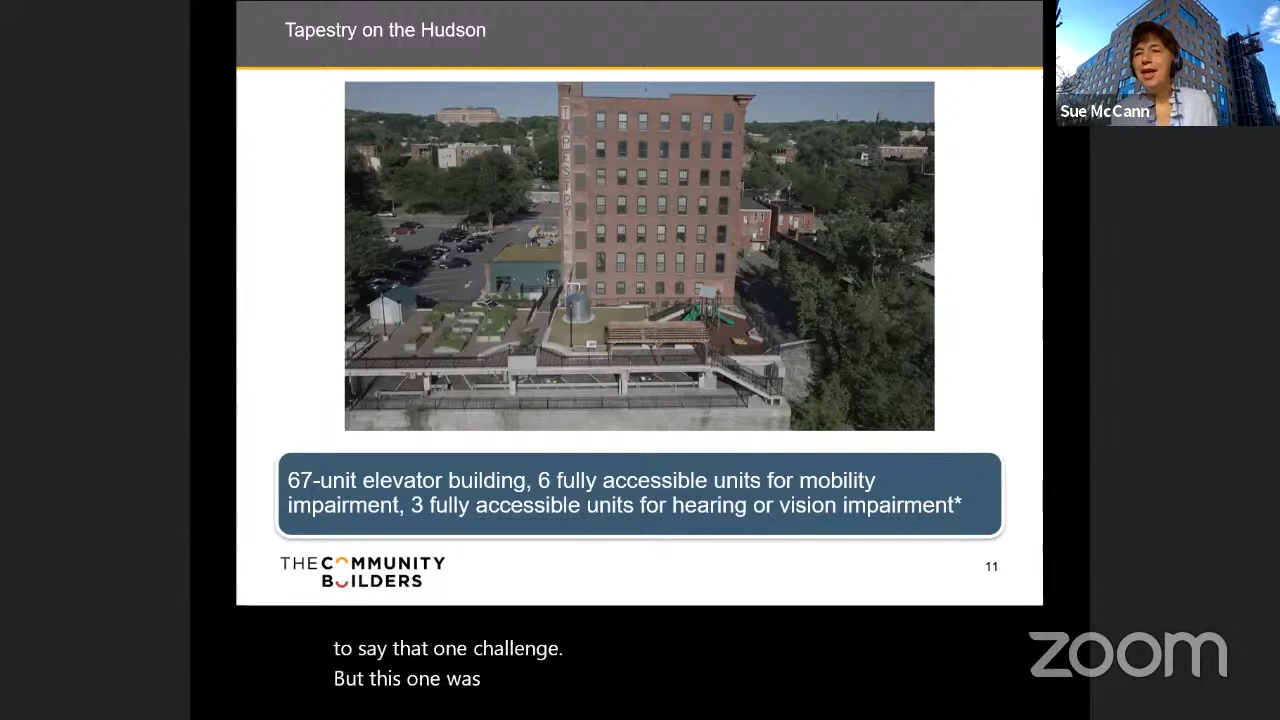 Tapestry on the Hudson
Sue McCann
TAPESTRY
67-unit elevator building, 6 fully accessible units for mobility
impairment, 3 fully accessible units for hearing or vision impairment*
THE COMMUNITY
BUILDERS
11
to say that one challenge.
But this one was
zoom